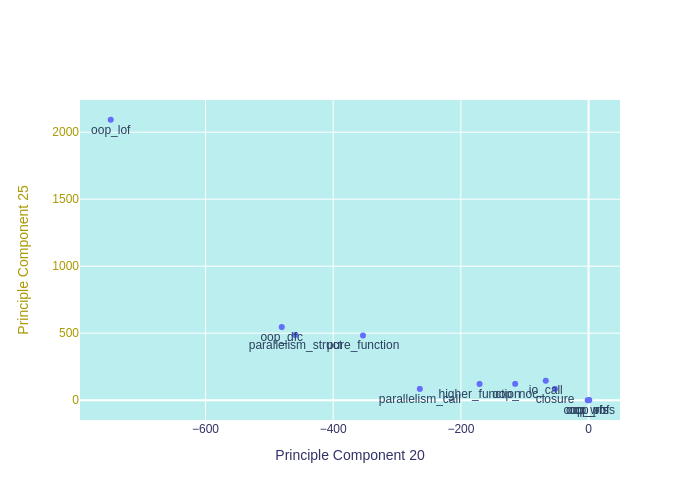 2000
1500
1000
500
0
Principle Component 25
oop_lof
oop_dfc
parallelism_struct
pure_function
parallelism_call
higher_function
oop_noc
io_call
closure
−600
−400
−200
0
Principle Component 20